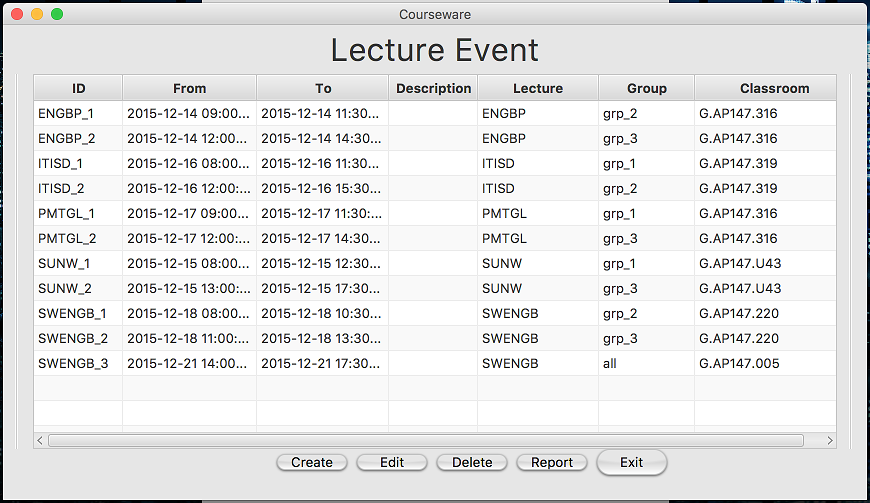 Courseware
Lecture Event
ID From To Description Lecture Group Classroom
ENGBP_1 2015-12-14 09:00... 2015-12-14 11:30... ENGBP grp_2 G.AP147.316
ENGBP_2 2015-12-14 12:00... 2015-12-14 14:30... ENGBP grp_3 G.AP147.316
ITISD_1 2015-12-16 08:00... 2015-12-16 11:30... ITISD grp_1 G.AP147.319
ITISD_2 2015-12-16 12:00:... 2015-12-16 15:30... ITISD grp_2 G.AP147.319
PMTGL_1 2015-12-17 09:00... 2015-12-17 11:30:... PMTGL grp_1 G.AP147.316
PMTGL_2 2015-12-17 12:00:... 2015-12-17 14:30... PMTGL grp_3 G.AP147.316
SUNW_1 2015-12-15 08:00... 2015-12-15 12:30... SUNW grp_1 G.AP147.U43
SUNW_2 2015-12-15 13:00:... 2015-12-15 17:30... SUNW grp_3 G.AP147.U43
SWENGB_1 2015-12-18 08:00... 2015-12-18 10:30... SWENGB grp_2 G.AP147.220
SWENGB_2 2015-12-18 11:00:... 2015-12-18 13:30... SWENGB grp_3 G.AP147.220
SWENGB_3 2015-12-21 14:00... 2015-12-21 17:30... SWENGB all G.AP147.005
Create Edit Delete Report Exit